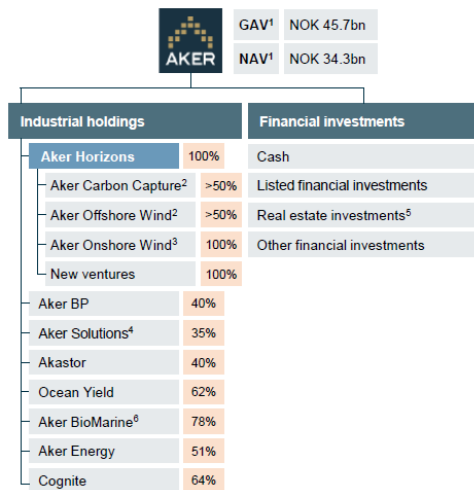 AKER
GAV¹ NOK 45.7bn
NAV¹ NOK 34.3bn
Industrial holdings
Aker Horizons 100%
Aker Carbon Capture² >50%
Aker Offshore Wind² >50%
Aker Onshore Wind³ 100%
New ventures 100%
Aker BP 40%
Aker Solutions⁴ 35%
Akastor 40%
Ocean Yield 62%
Aker BioMarine⁶ 78%
Aker Energy 51%
Cognite 64%
Financial investments
Cash
Listed financial investments
Real estate investments⁵
Other financial investments